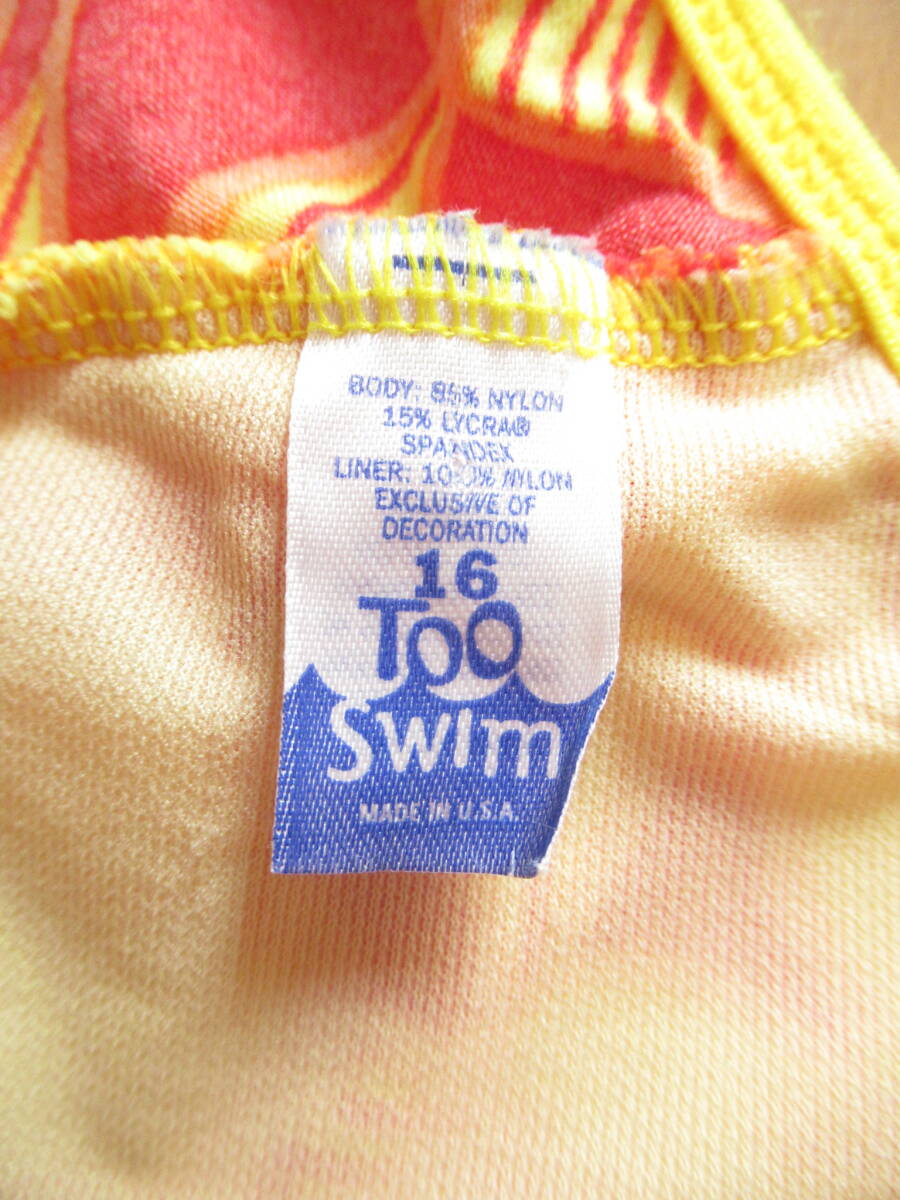 BODY: 85% NYLON
15% LYCRA®
SPANDEX
LINER: 100% NYLON
EXCLUSIVE OF
DECORATION
16
Too
Swim
MADE IN U.S.A.